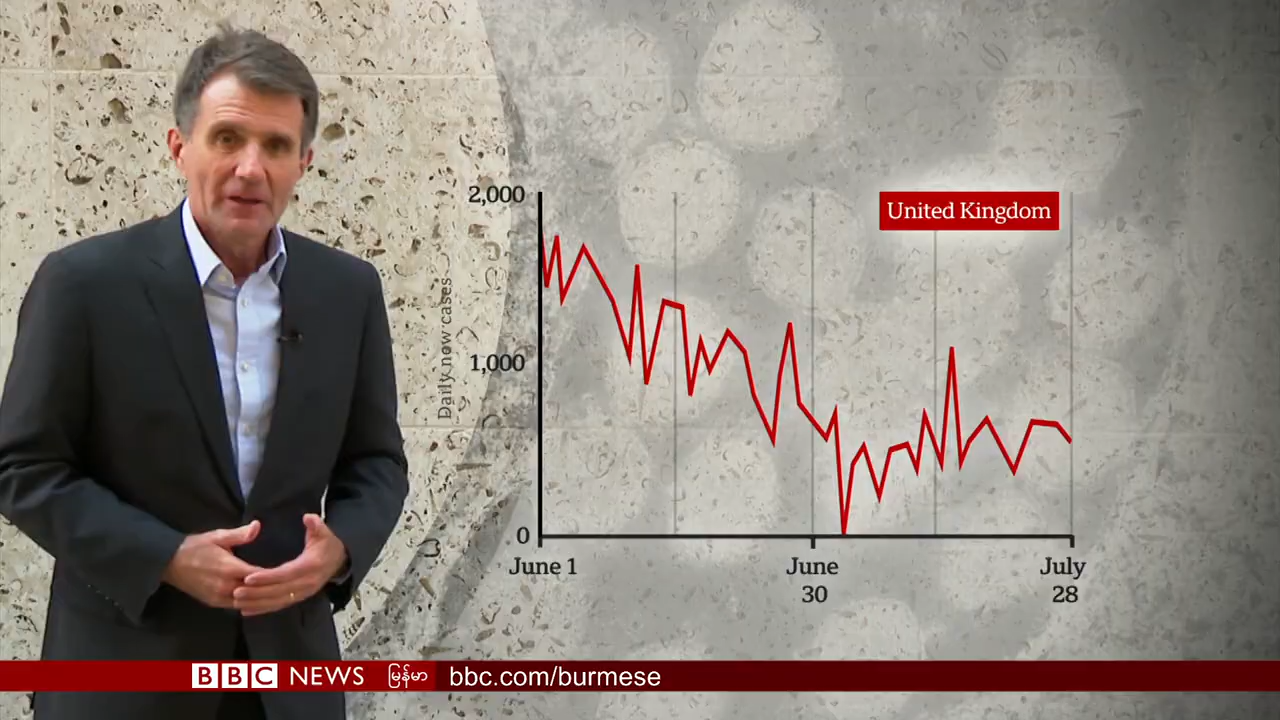 2,000
United Kingdom
Daily new cases
1,000
0
June 1
June
30
July
28
BBC NEWS မြန်မာ bbc.com/burmese